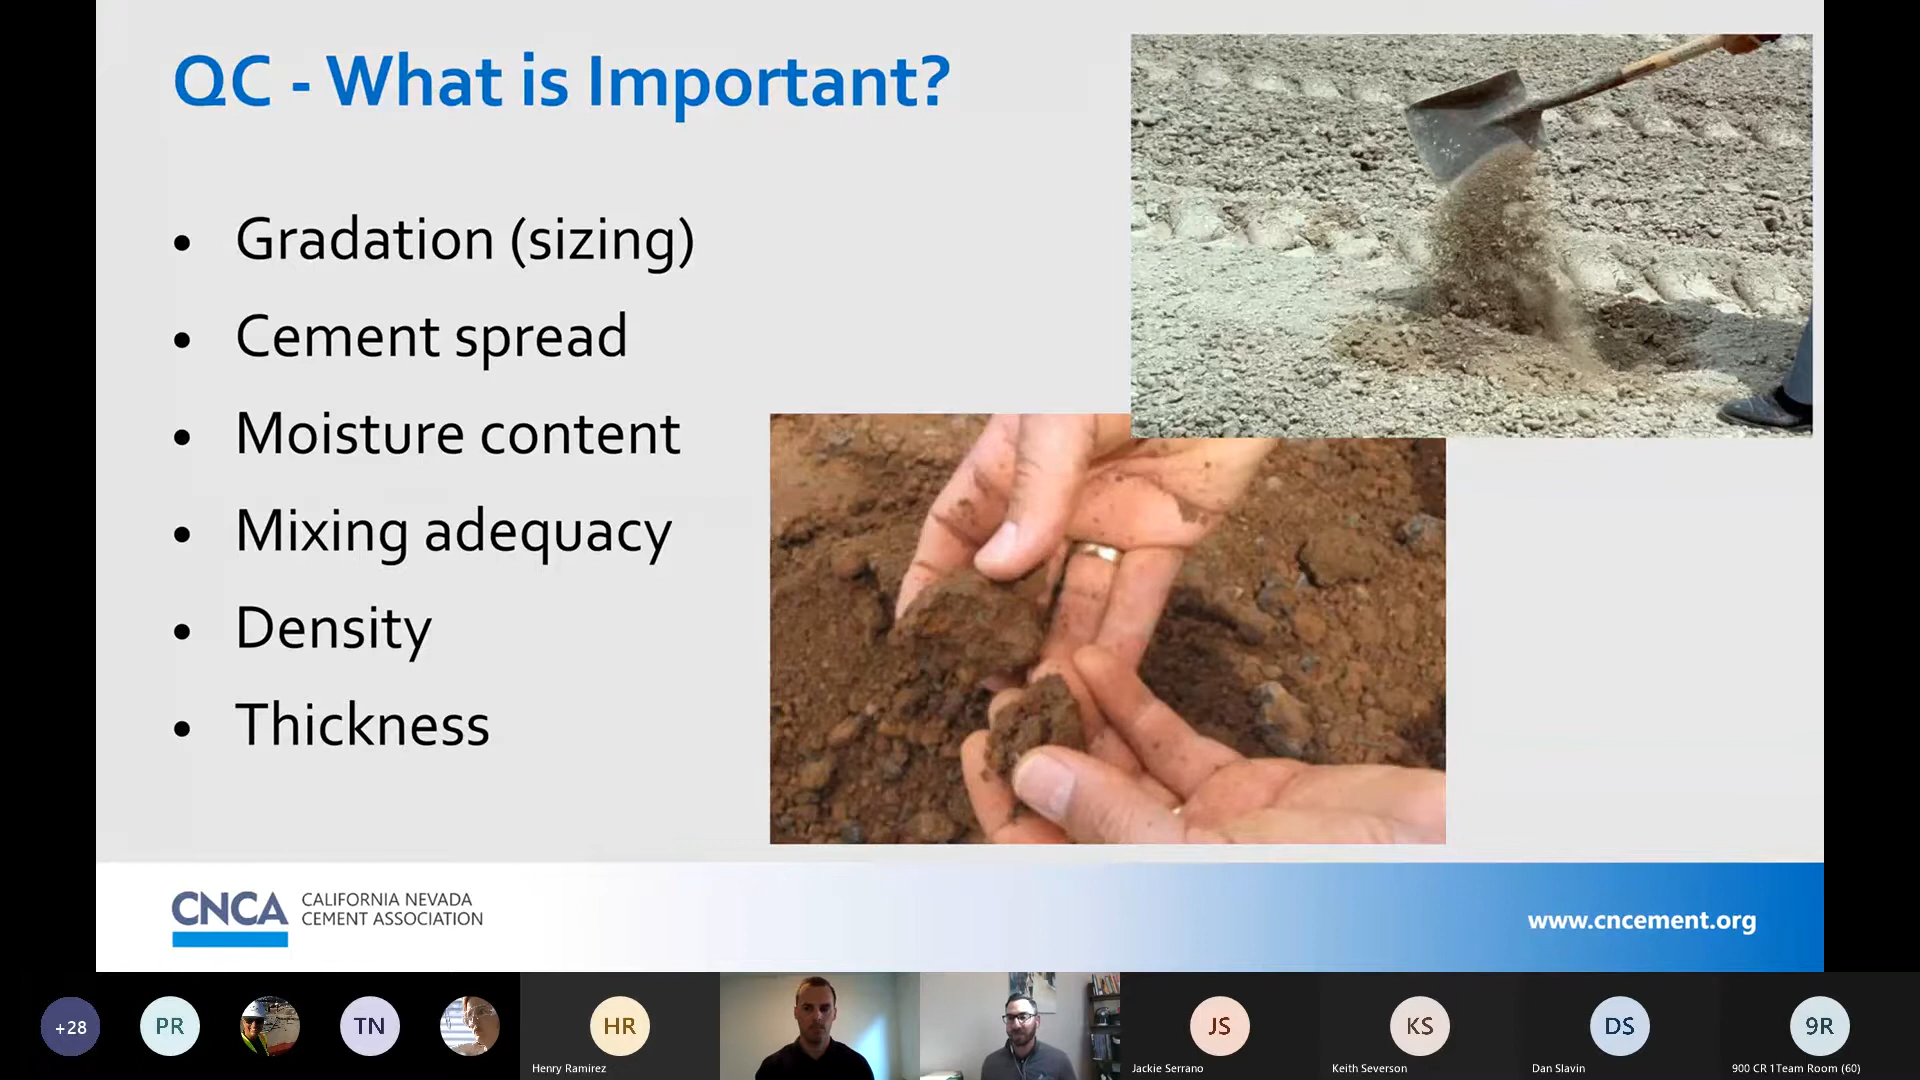 QC - What is Important?
• Gradation (sizing)
• Cement spread
• Moisture content
• Mixing adequacy
• Density
• Thickness
CNCA
CALIFORNIA NEVADA
CEMENT ASSOCIATION
www.cncement.org
+28
PR
TN
HR
JS
KS
DS
9R
Henry Ramirez
Jackie Serrano
Keith Severson
Dan Slavin
900 CR 1Team Room (60)